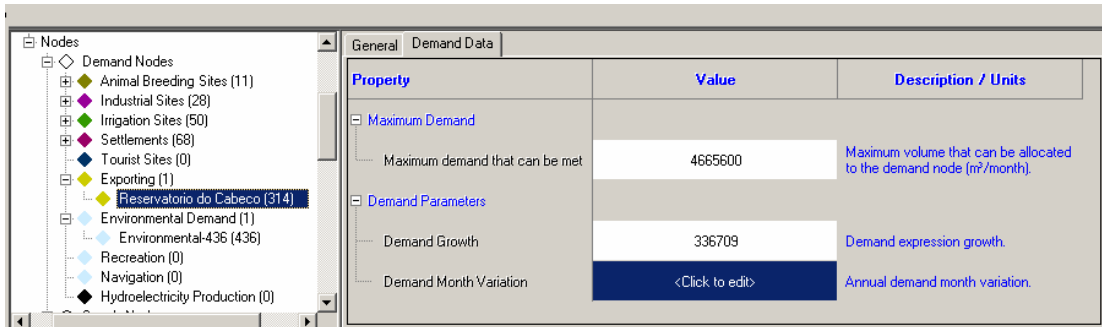 Nodes
Demand Nodes
Animal Breeding Sites (11)
Industrial Sites (28)
Irrigation Sites (50)
Settlements (68)
Tourist Sites (0)
Exporting (1)
Reservatorio do Cabeco (314)
Environmental Demand (1)
Environmental-436 (436)
Recreation (0)
Navigation (0)
Hydroelectricity Production (0)
General Demand Data
Property Value Description / Units
Maximum Demand
Maximum demand that can be met 4665600 Maximum volume that can be allocated
to the demand node (m³/month).
Demand Parameters
Demand Growth 336709 Demand expression growth.
Demand Month Variation <Click to edit> Annual demand month variation.